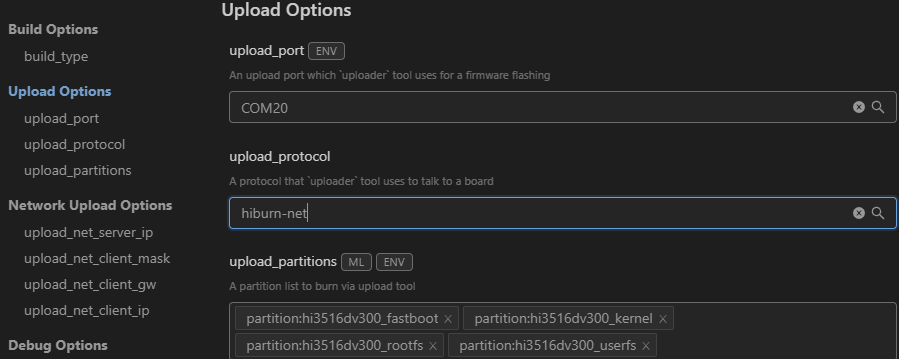 Build Options
build_type
Upload Options
upload_port
upload_protocol
upload_partitions
Network Upload Options
upload_net_server_ip
upload_net_client_mask
upload_net_client_gw
upload_net_client_ip
Debug Options
Upload Options
upload_port ENV
An upload port which `uploader` tool uses for a firmware flashing
COM20
upload_protocol
A protocol that `uploader` tool uses to talk to a board
hiburn-net
upload_partitions ML ENV
A partition list to burn via upload tool
partition:hi3516dv300_fastboot × partition:hi3516dv300_kernel ×
partition:hi3516dv300_rootfs × partition:hi3516dv300_userfs ×